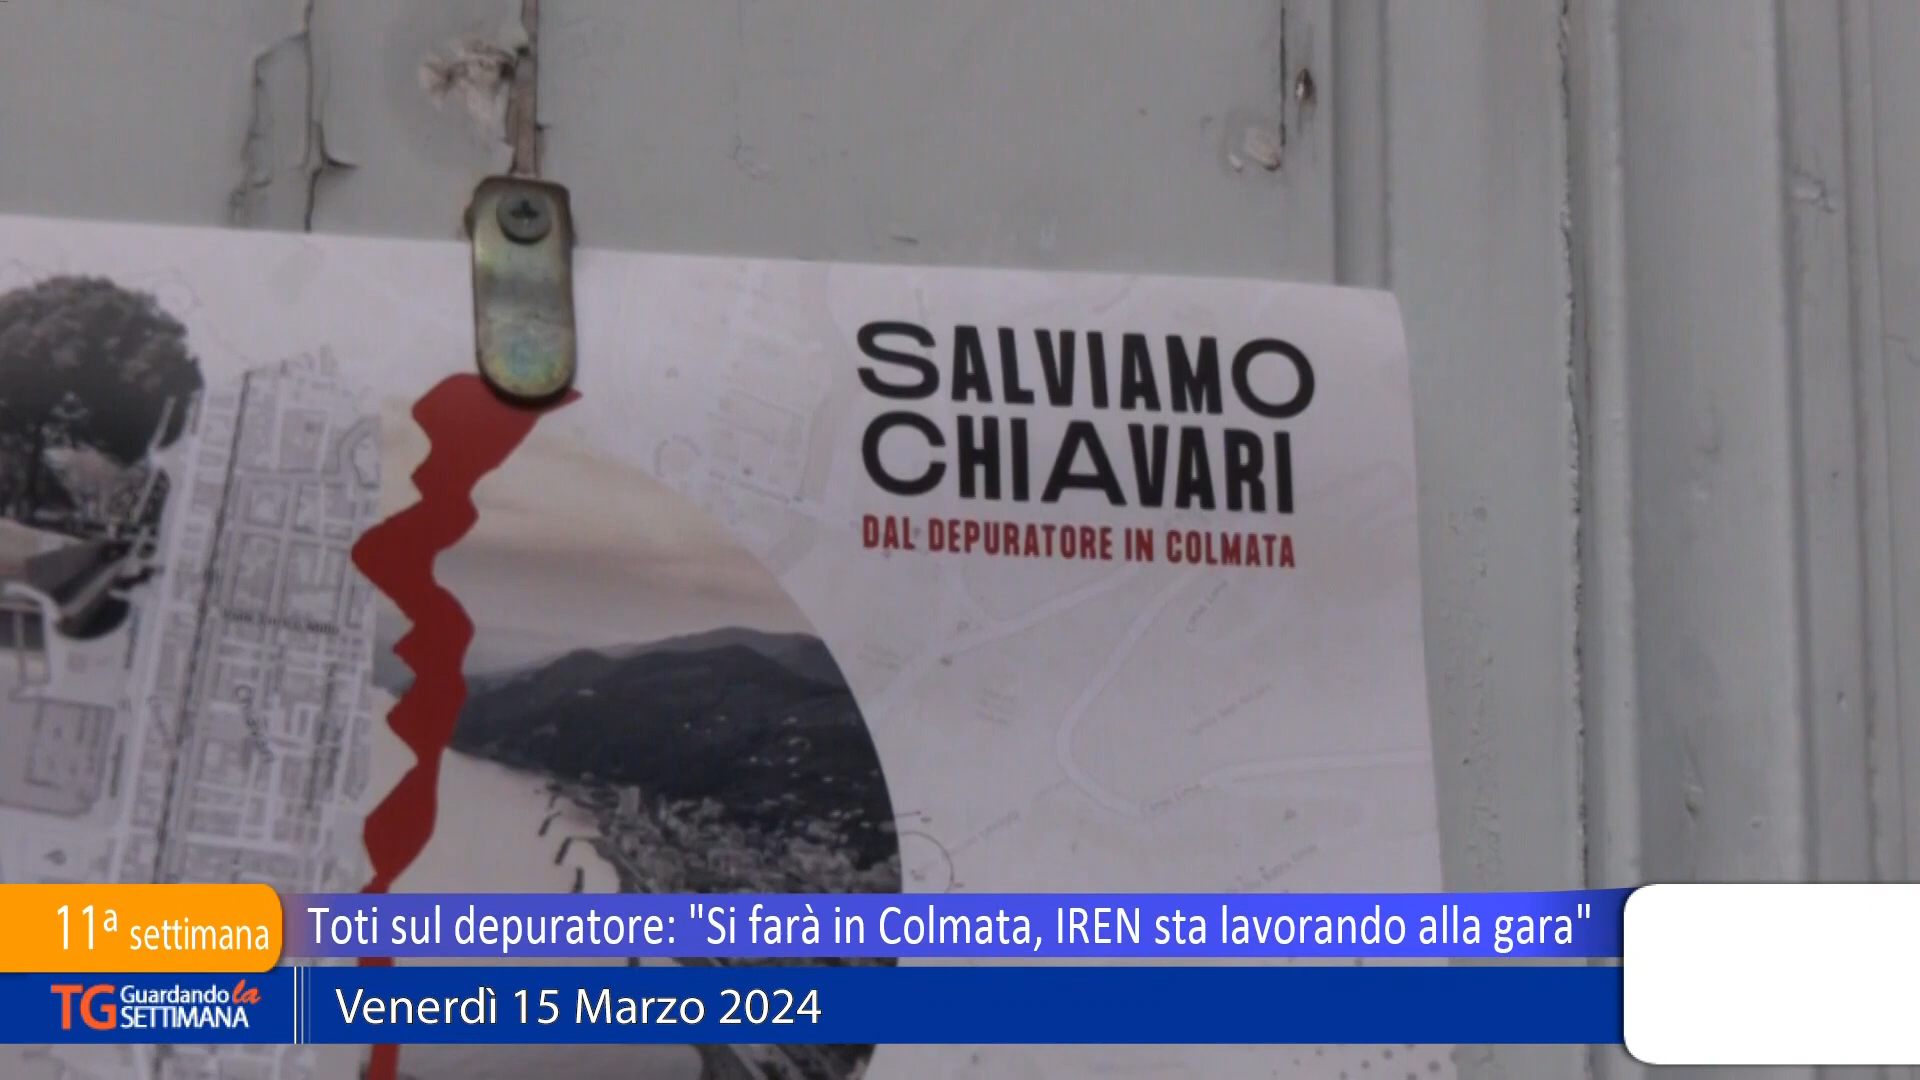 SALVIAMO
CHIAVARI
DAL DEPURATORE IN COLMATA
11ª settimana
Toti sul depuratore: "Si farà in Colmata, IREN sta lavorando alla gara"
TG Guardando la
SETTIMANA
Venerdì 15 Marzo 2024